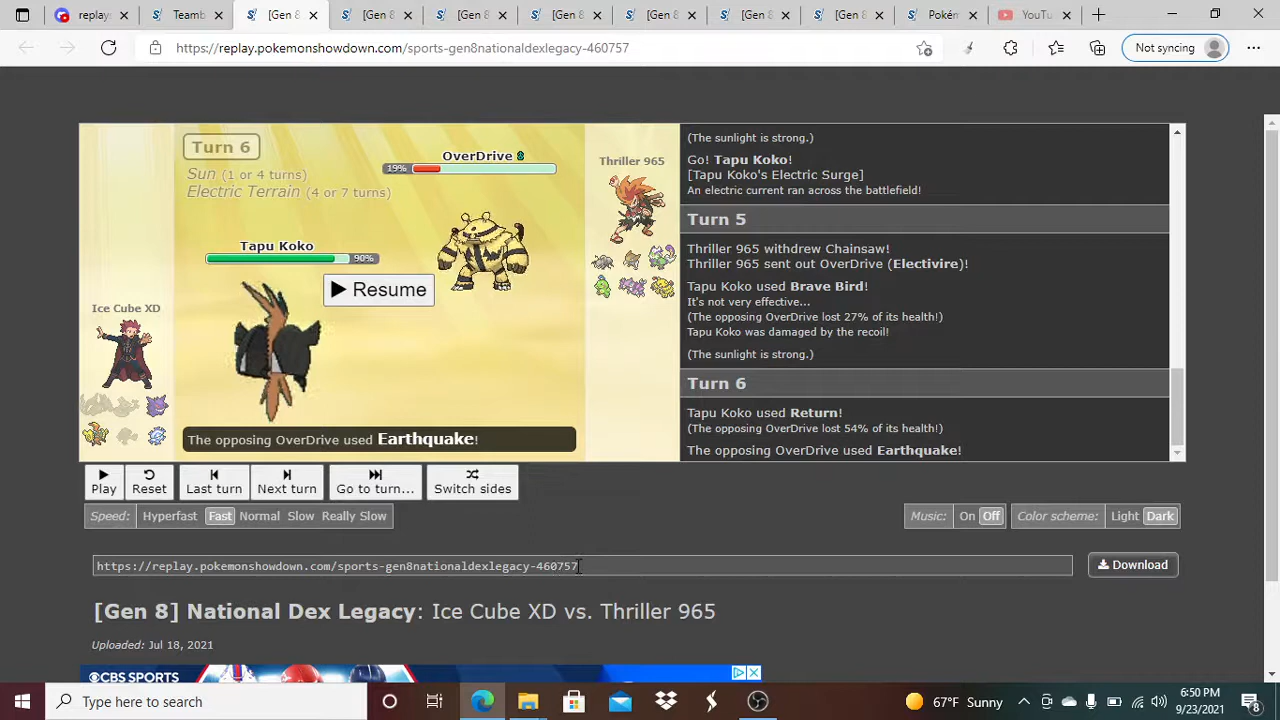 replays
Teamb
[Gen 8]
[Gen 8
[Gen 8]
[Gen 8
[Gen 8]
[Gen 8]
[Gen 8
Pokém
YouTu
https://replay.pokemonshowdown.com/sports-gen8nationaldexlegacy-460757
Not syncing
Turn 6
Sun (1 or 4 turns)
Electric Terrain (4 or 7 turns)
OverDrive
19%
Tapu Koko
90%
Resume
Ice Cube XD
Thriller 965
The opposing OverDrive used Earthquake!
(The sunlight is strong.)
Go! Tapu Koko!
[Tapu Koko's Electric Surge]
An electric current ran across the battlefield!
Turn 5
Thriller 965 withdrew Chainsaw!
Thriller 965 sent out OverDrive (Electivire)!
Tapu Koko used Brave Bird!
It's not very effective...
(The opposing OverDrive lost 27% of its health!)
Tapu Koko was damaged by the recoil!
(The sunlight is strong.)
Turn 6
Tapu Koko used Return!
(The opposing OverDrive lost 54% of its health!)
The opposing OverDrive used Earthquake!
Play Reset Last turn Next turn Go to turn... Switch sides
Speed: Hyperfast Fast Normal Slow Really Slow
Music: On Off Color scheme: Light Dark
https://replay.pokemonshowdown.com/sports-gen8nationaldexlegacy-460757
Download
[Gen 8] National Dex Legacy: Ice Cube XD vs. Thriller 965
Uploaded: Jul 18, 2021
CBS SPORTS
Type here to search
67°F Sunny
6:50 PM
9/23/2021
8